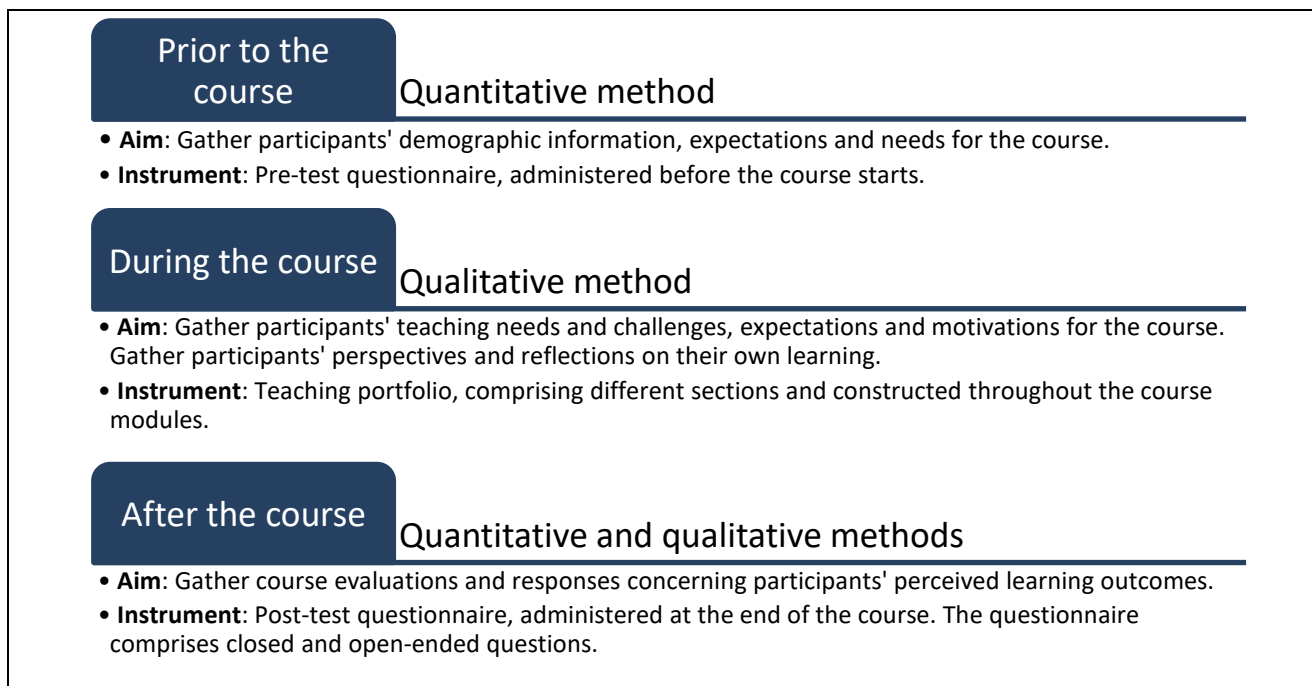 Prior to the
course
Quantitative method
• Aim: Gather participants' demographic information, expectations and needs for the course.
• Instrument: Pre-test questionnaire, administered before the course starts.
During the course
Qualitative method
• Aim: Gather participants' teaching needs and challenges, expectations and motivations for the course.
Gather participants' perspectives and reflections on their own learning.
• Instrument: Teaching portfolio, comprising different sections and constructed throughout the course
modules.
After the course
Quantitative and qualitative methods
• Aim: Gather course evaluations and responses concerning participants' perceived learning outcomes.
• Instrument: Post-test questionnaire, administered at the end of the course. The questionnaire
comprises closed and open-ended questions.